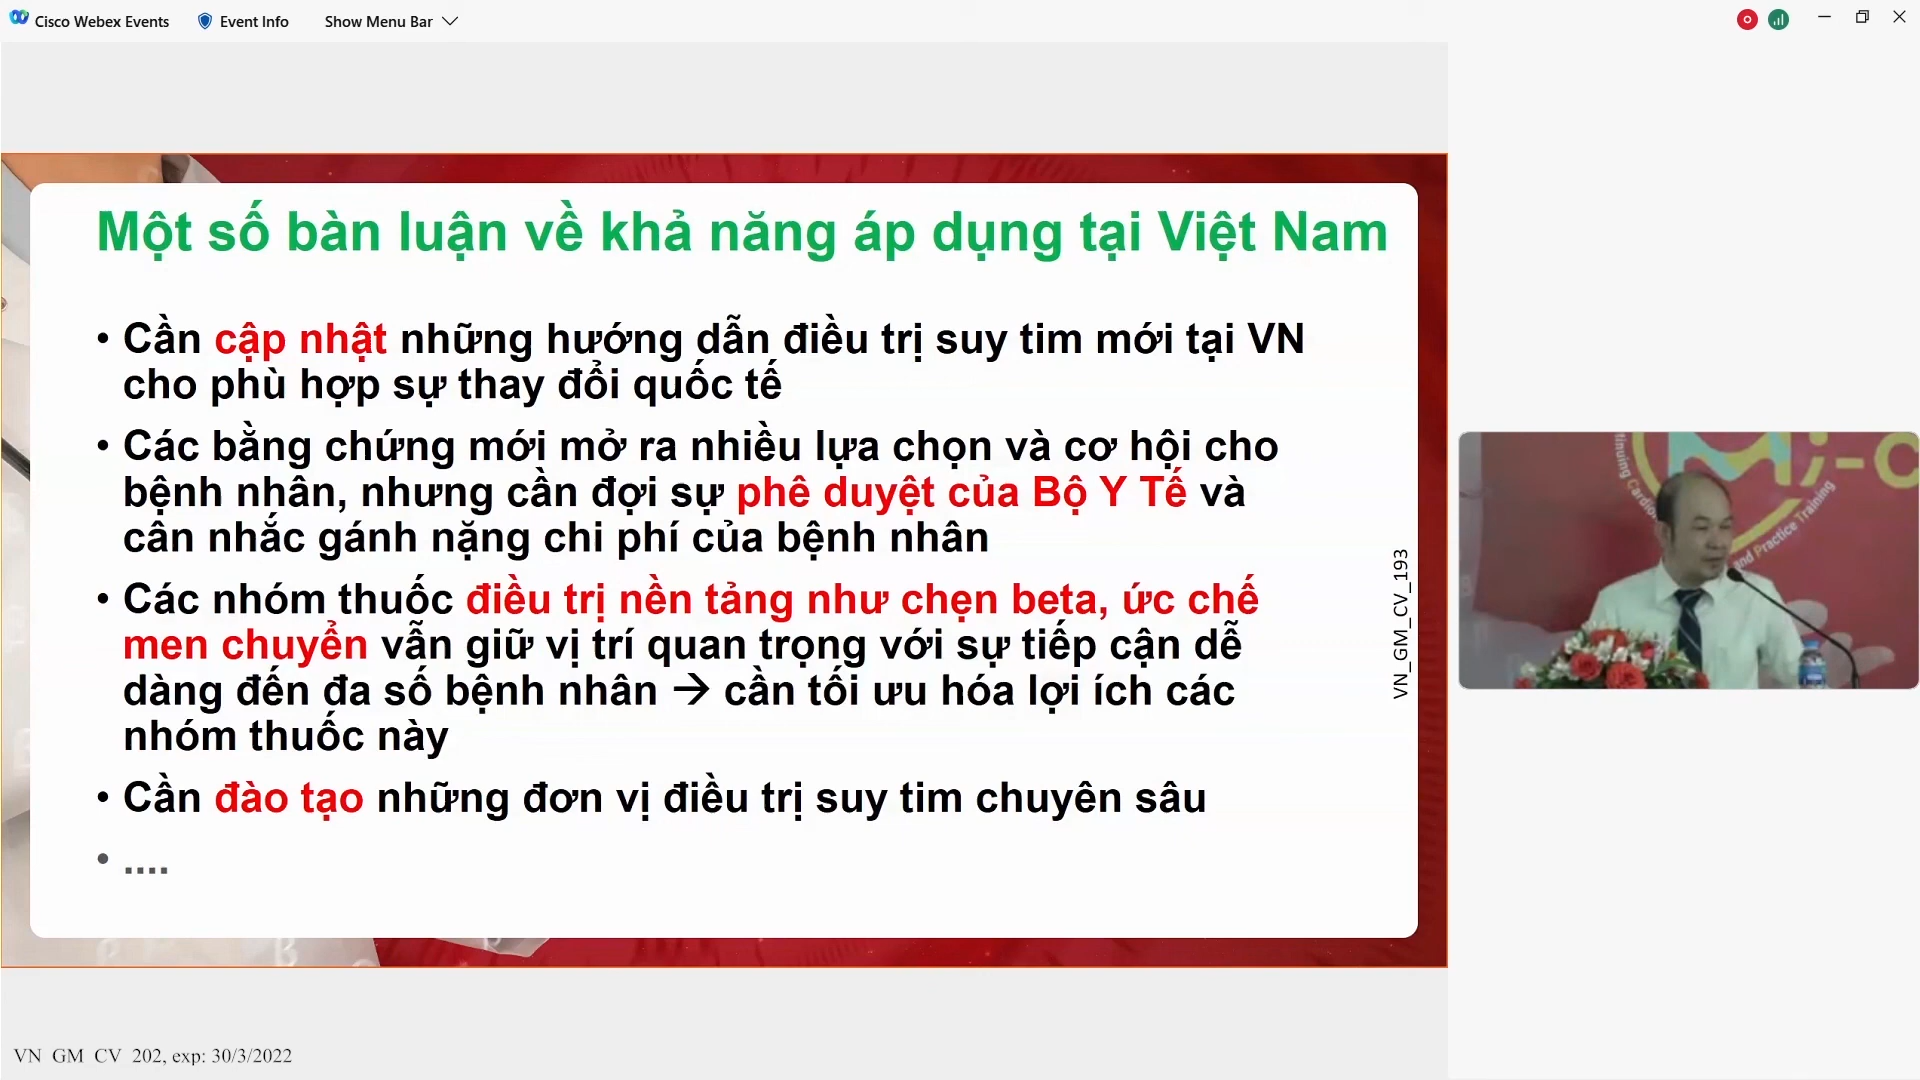 Cisco Webex Events
Event Info
Show Menu Bar
Một số bàn luận về khả năng áp dụng tại Việt Nam
• Cần cập nhật những hướng dẫn điều trị suy tim mới tại VN
cho phù hợp sự thay đổi quốc tế
• Các bằng chứng mới mở ra nhiều lựa chọn và cơ hội cho
bệnh nhân, nhưng cần đợi sự phê duyệt của Bộ Y Tế và
cân nhắc gánh nặng chi phí của bệnh nhân
• Các nhóm thuốc điều trị nền tảng như chẹn beta, ức chế
men chuyển vẫn giữ vị trí quan trọng với sự tiếp cận dễ
dàng đến đa số bệnh nhân → cần tối ưu hóa lợi ích các
nhóm thuốc này
• Cần đào tạo những đơn vị điều trị suy tim chuyên sâu
• ....
VN_GM_CV_193
and Practice Training
VN GM CV 202, exp: 30/3/2022